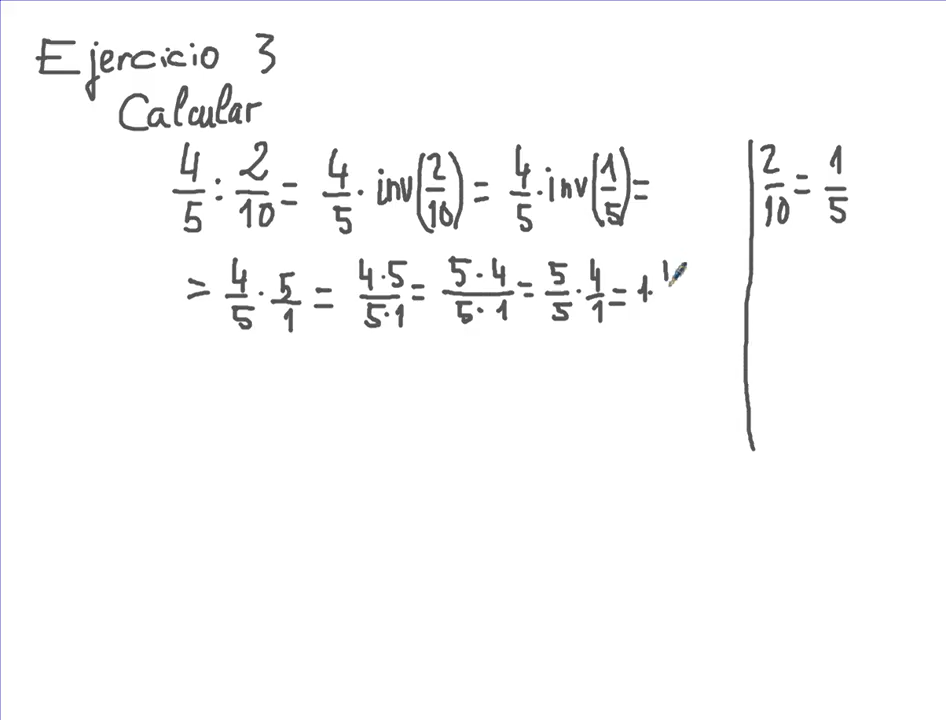 Ejercicio 3
Calcular
4/5 : 2/10 = 4/5 · inv(2/10) = 4/5 · inv(1/5) =
= 4/5 · 5/1 = 4·5/5·1 = 5·4/5·1 = 5/5 · 4/1 = +
2/10 = 1/5